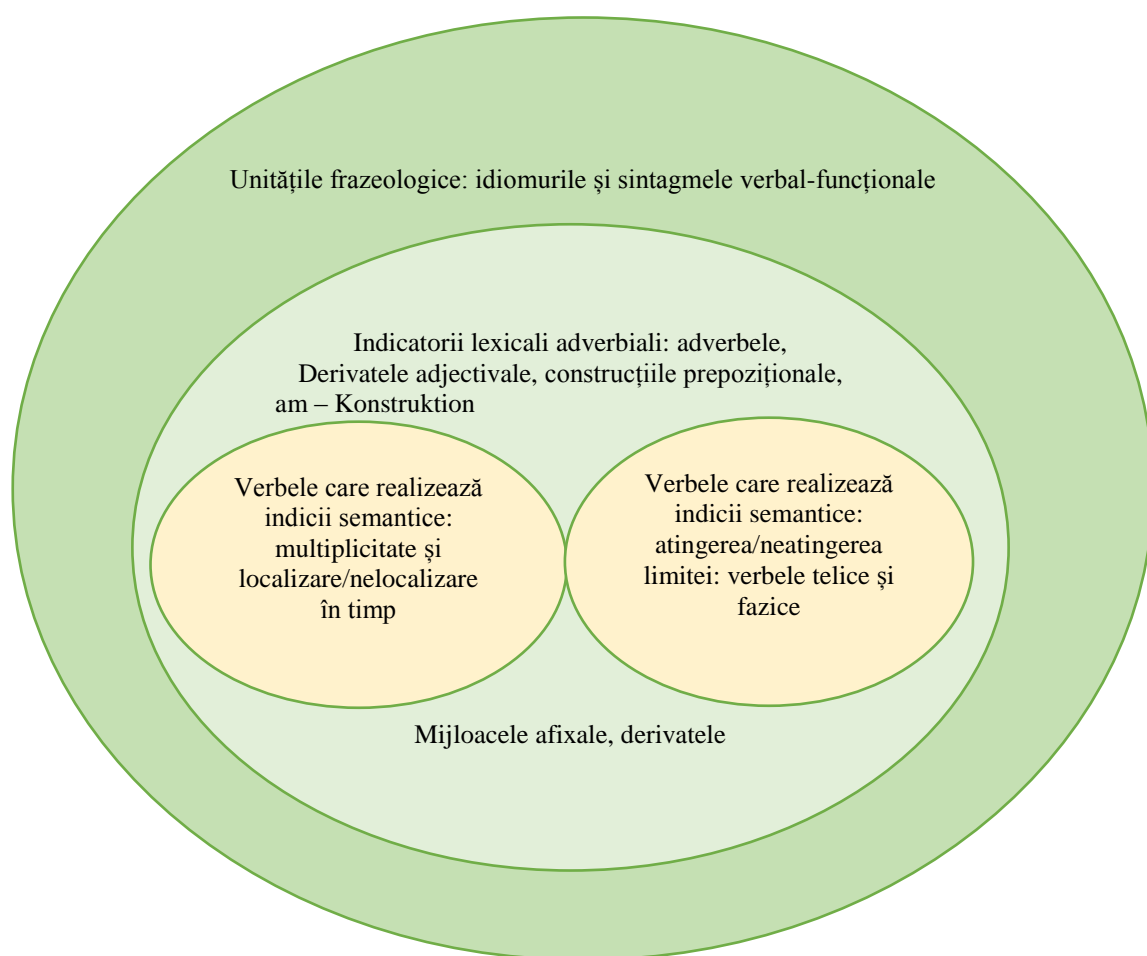 Unitățile frazeologice: idiomurile și sintagmele verbal-funcționale
Indicatorii lexicali adverbiali: adverbele,
Derivatele adjectivale, construcțiile prepoziționale,
am – Konstruktion
Verbele care realizează
indicii semantice:
multiplicitate și
localizare/nelocalizare
în timp
Verbele care realizează
indicii semantice:
atingerea/neatingerea
limitei: verbele telice și
fazice
Mijloacele afixale, derivatele